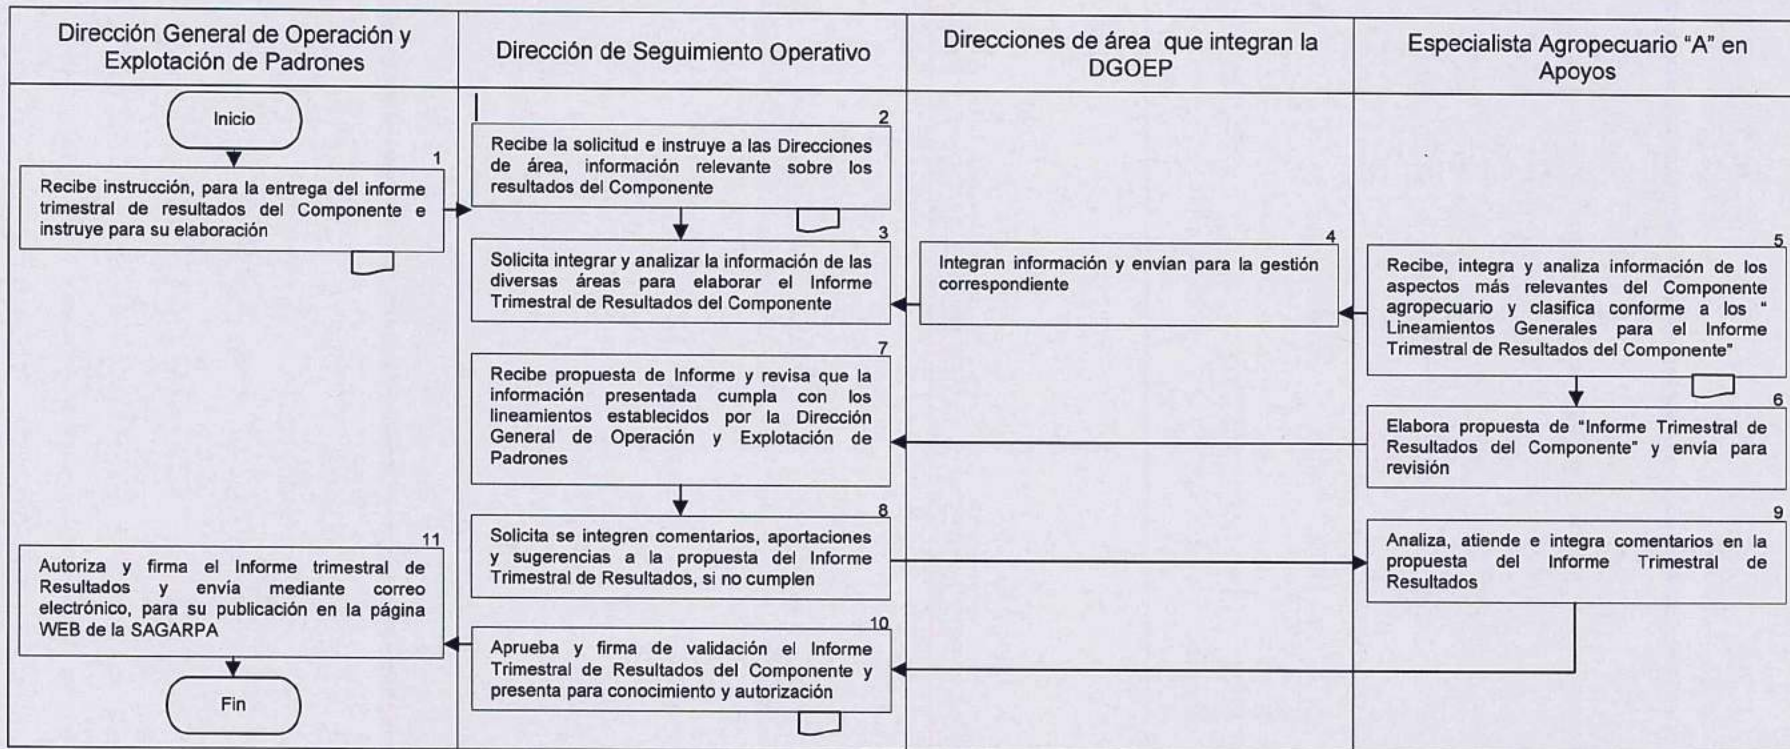 Dirección General de Operación y
Explotación de Padrones
Dirección de Seguimiento Operativo
Direcciones de área que integran la
DGOEP
Especialista Agropecuario "A" en
Apoyos
Inicio
1
Recibe instrucción, para la entrega del informe
trimestral de resultados del Componente e
instruye para su elaboración
2
Recibe la solicitud e instruye a las Direcciones
de área, información relevante sobre los
resultados del Componente
3
Solicita integrar y analizar la información de las
diversas áreas para elaborar el Informe
Trimestral de Resultados del Componente
4
Integran información y envían para la gestión
correspondiente
5
Recibe, integra y analiza información de los
aspectos más relevantes del Componente
agropecuario y clasifica conforme a los "
Lineamientos Generales para el Informe
Trimestral de Resultados del Componente"
6
Elabora propuesta de "Informe Trimestral de
Resultados del Componente" y envía para
revisión
7
Recibe propuesta de Informe y revisa que la
información presentada cumpla con los
lineamientos establecidos por la Dirección
General de Operación y Explotación de
Padrones
8
Solicita se integren comentarios, aportaciones
y sugerencias a la propuesta del Informe
Trimestral de Resultados, si no cumplen
9
Analiza, atiende e integra comentarios en la
propuesta del Informe Trimestral de
Resultados
10
Aprueba y firma de validación el Informe
Trimestral de Resultados del Componente y
presenta para conocimiento y autorización
11
Autoriza y firma el Informe trimestral de
Resultados y envía mediante correo
electrónico, para su publicación en la página
WEB de la SAGARPA
Fin